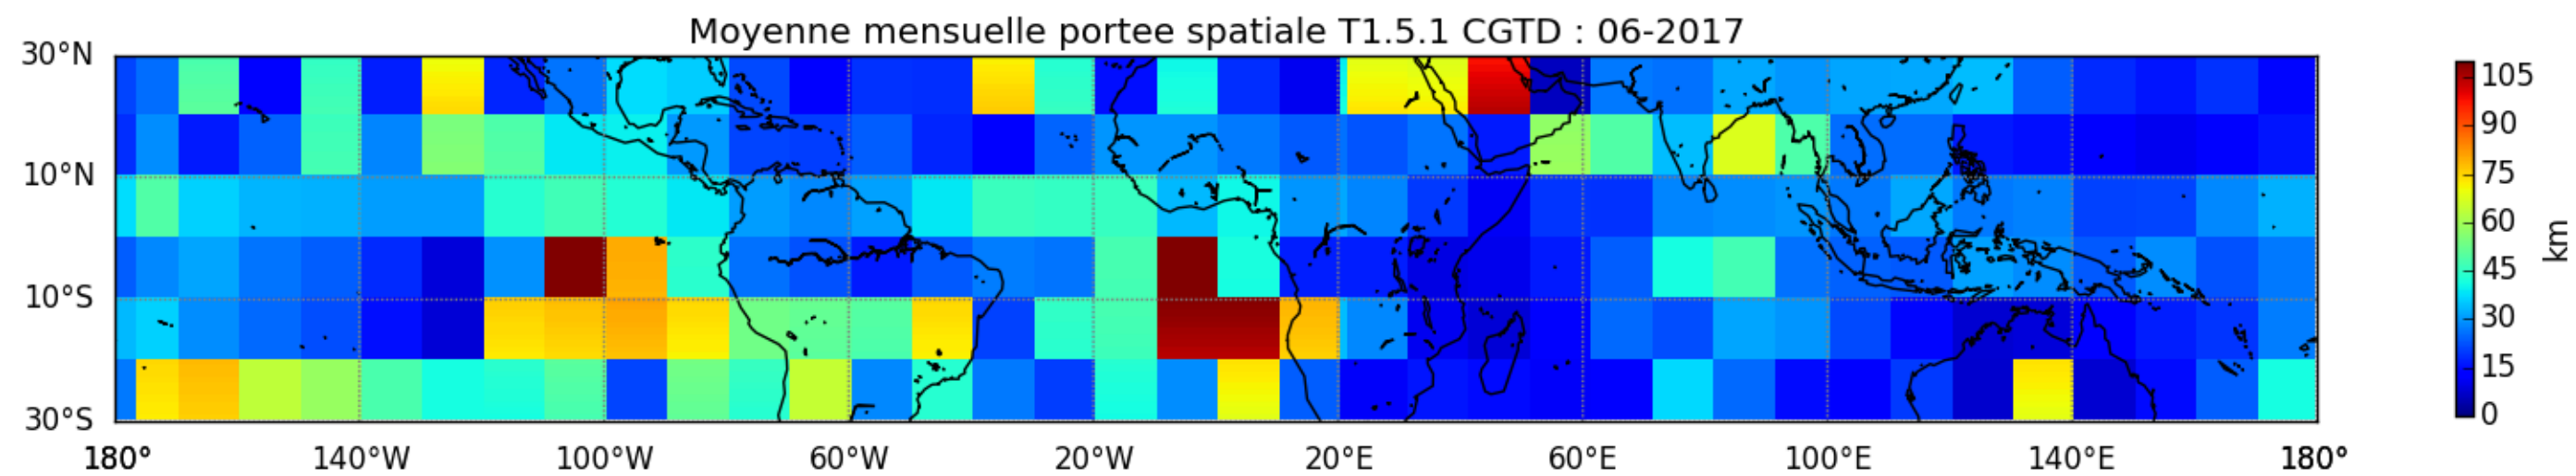 Moyenne mensuelle portee spatiale T1.5.1 CGTD : 06-2017
30°N
10°N
10°S
30°S
180° 140°W 100°W 60°W 20°W 20°E 60°E 100°E 140°E 180°
105
90
75
60
45
30
15
0
km